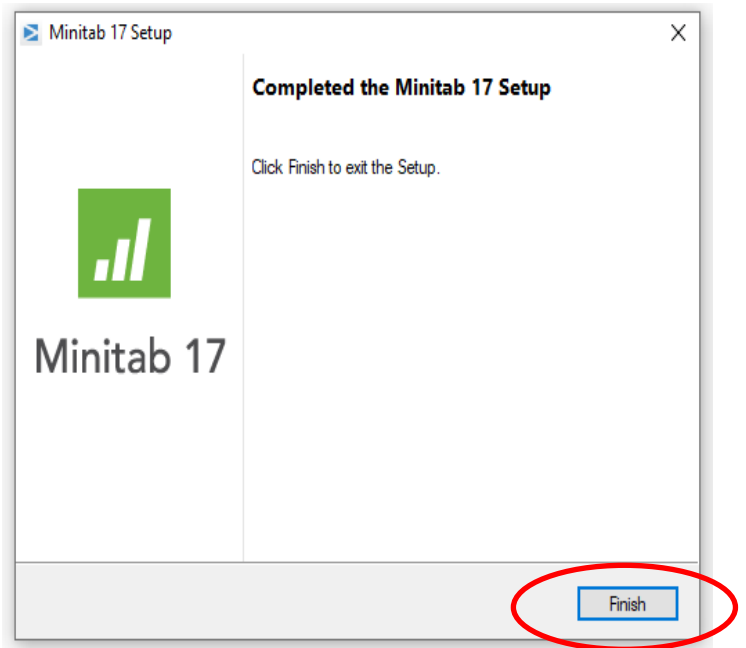 Minitab 17 Setup
Completed the Minitab 17 Setup
Click Finish to exit the Setup.
Minitab 17
Finish